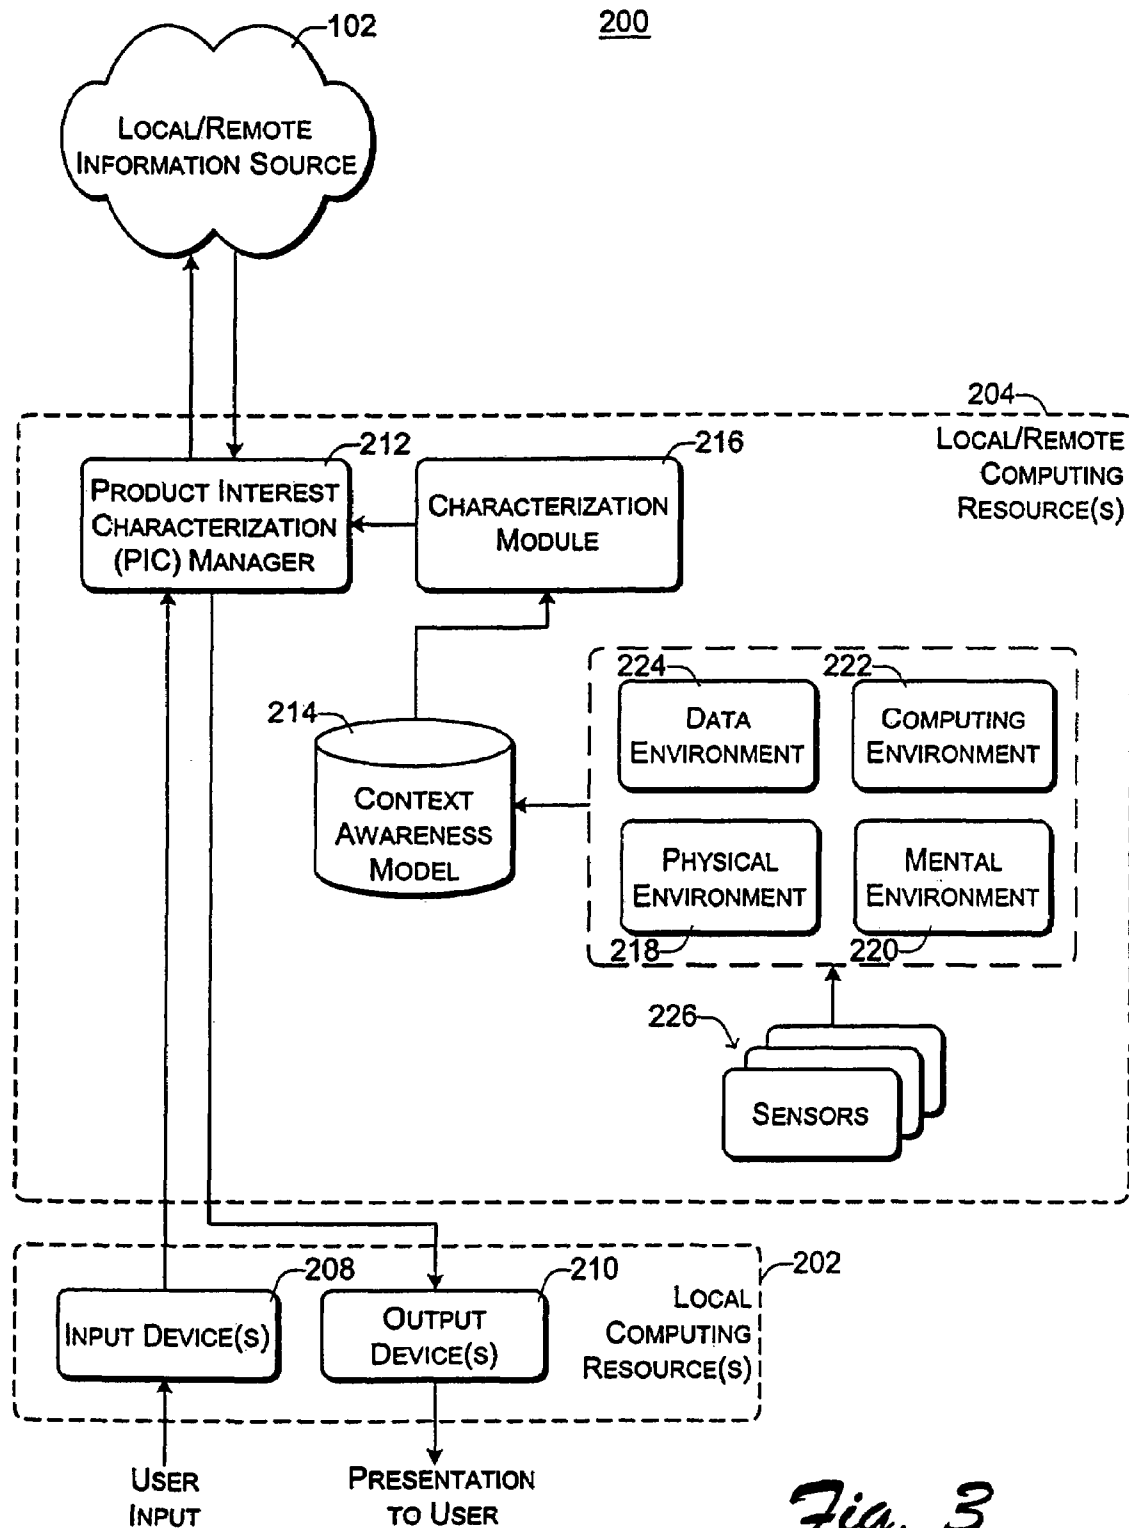 200
102
LOCAL/REMOTE
INFORMATION SOURCE
204
LOCAL/REMOTE
COMPUTING
RESOURCE(S)
212
PRODUCT INTEREST
CHARACTERIZATION
(PIC) MANAGER
216
CHARACTERIZATION
MODULE
224
DATA
ENVIRONMENT
222
COMPUTING
ENVIRONMENT
214
CONTEXT
AWARENESS
MODEL
PHYSICAL
ENVIRONMENT
218
MENTAL
ENVIRONMENT
220
226
SENSORS
202
208
INPUT DEVICE(S)
210
OUTPUT
DEVICE(S)
LOCAL
COMPUTING
RESOURCE(S)
USER
INPUT
PRESENTATION
TO USER
Fig. 3